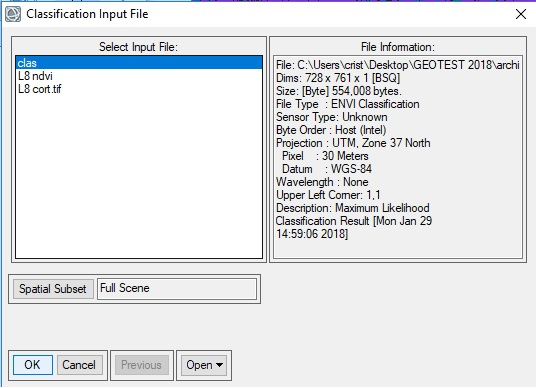 Classification Input File
Select Input File:
clas
L8 ndvi
L8 cort.tif
File Information:
File: C:\Users\crist\Desktop\GEOTEST 2018\archi
Dims: 728 x 761 x 1 [BSQ]
Size: [Byte] 554,008 bytes.
File Type : ENVI Classification
Sensor Type: Unknown
Byte Order : Host (Intel)
Projection : UTM, Zone 37 North
Pixel : 30 Meters
Datum : WGS-84
Wavelength : None
Upper Left Corner: 1,1
Description: Maximum Likelihood
Classification Result [Mon Jan 29
14:59:06 2018]
Spatial Subset Full Scene
OK Cancel Previous Open